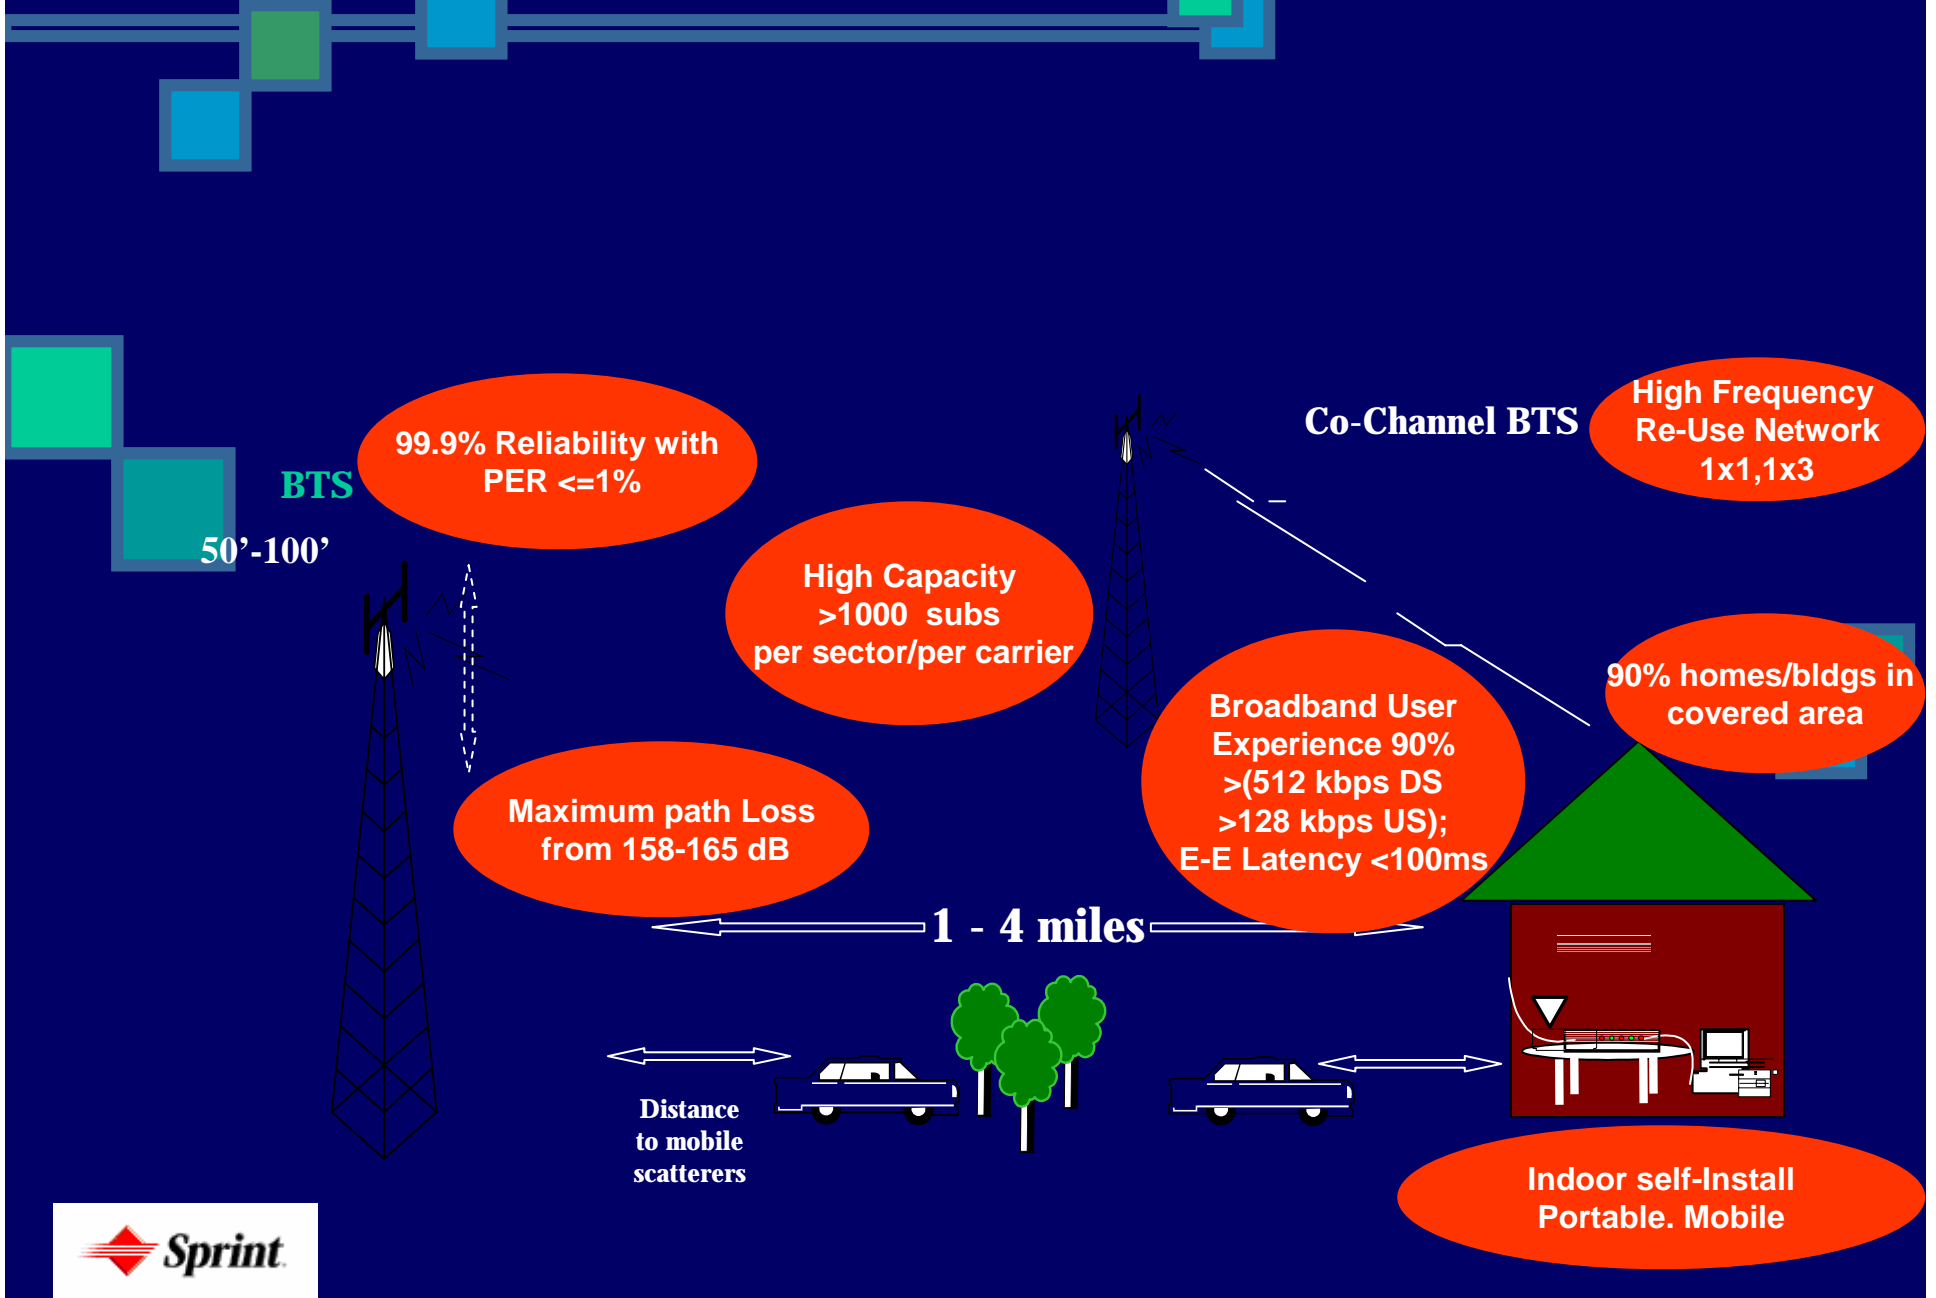 99.9% Reliability with
PER <=1%
BTS
50’-100’
Co-Channel BTS
High Frequency
Re-Use Network
1x1,1x3
High Capacity
>1000 subs
per sector/per carrier
90% homes/bldgs in
covered area
Broadband User
Experience 90%
>(512 kbps DS
>128 kbps US);
E-E Latency <100ms
Maximum path Loss
from 158-165 dB
1 - 4 miles
Distance
to mobile
scatterers
Indoor self-Install
Portable. Mobile
Sprint